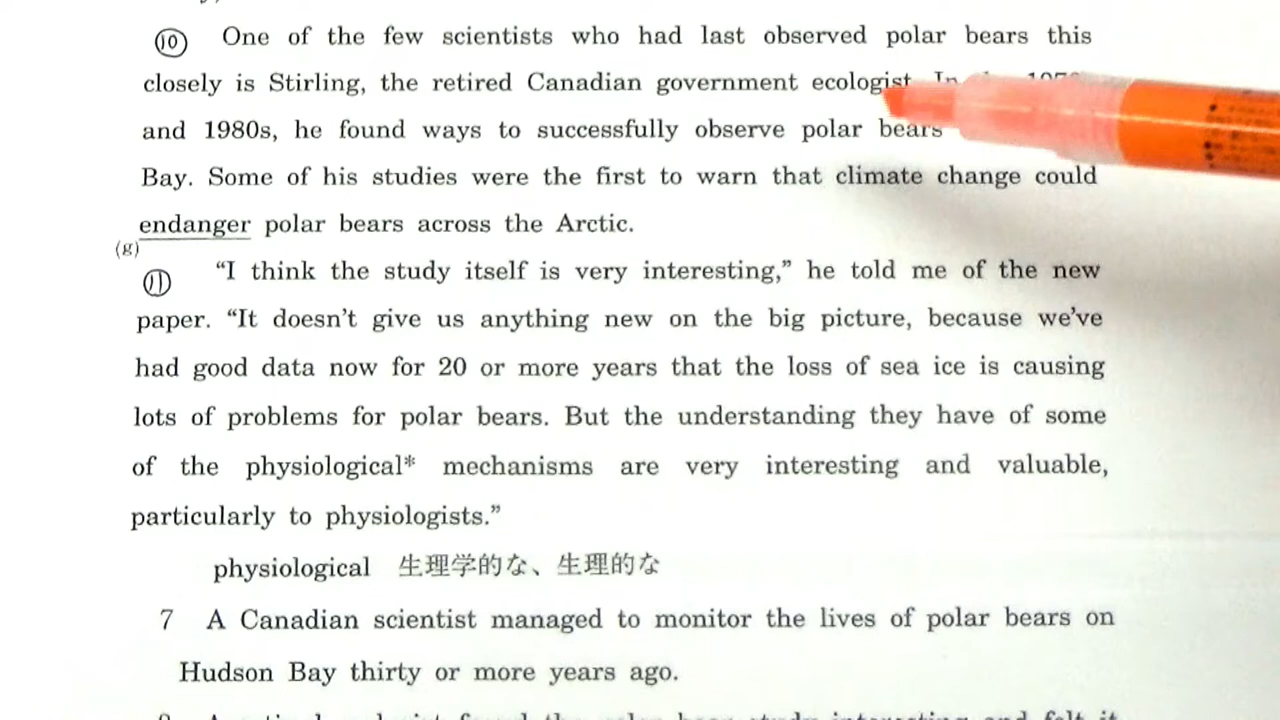 ⑩ One of the few scientists who had last observed polar bears this
closely is Stirling, the retired Canadian government ecologist. In
and 1980s, he found ways to successfully observe polar bears
Bay. Some of his studies were the first to warn that climate change could
endanger polar bears across the Arctic.
(g)
⑪ “I think the study itself is very interesting,” he told me of the new
paper. “It doesn’t give us anything new on the big picture, because we’ve
had good data now for 20 or more years that the loss of sea ice is causing
lots of problems for polar bears. But the understanding they have of some
of the physiological* mechanisms are very interesting and valuable,
particularly to physiologists.”
physiological 生理学的な、生理的な
7 A Canadian scientist managed to monitor the lives of polar bears on
Hudson Bay thirty or more years ago.